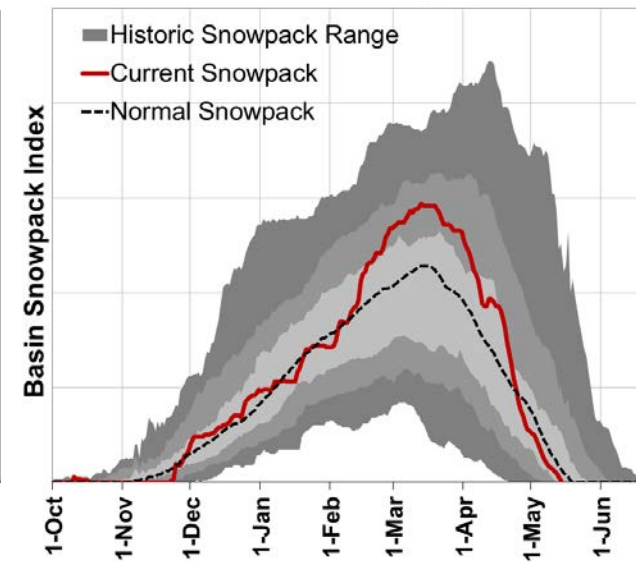 Historic Snowpack Range
Current Snowpack
Normal Snowpack
Basin Snowpack Index
1-Oct
1-Nov
1-Dec
1-Jan
1-Feb
1-Mar
1-Apr
1-May
1-Jun